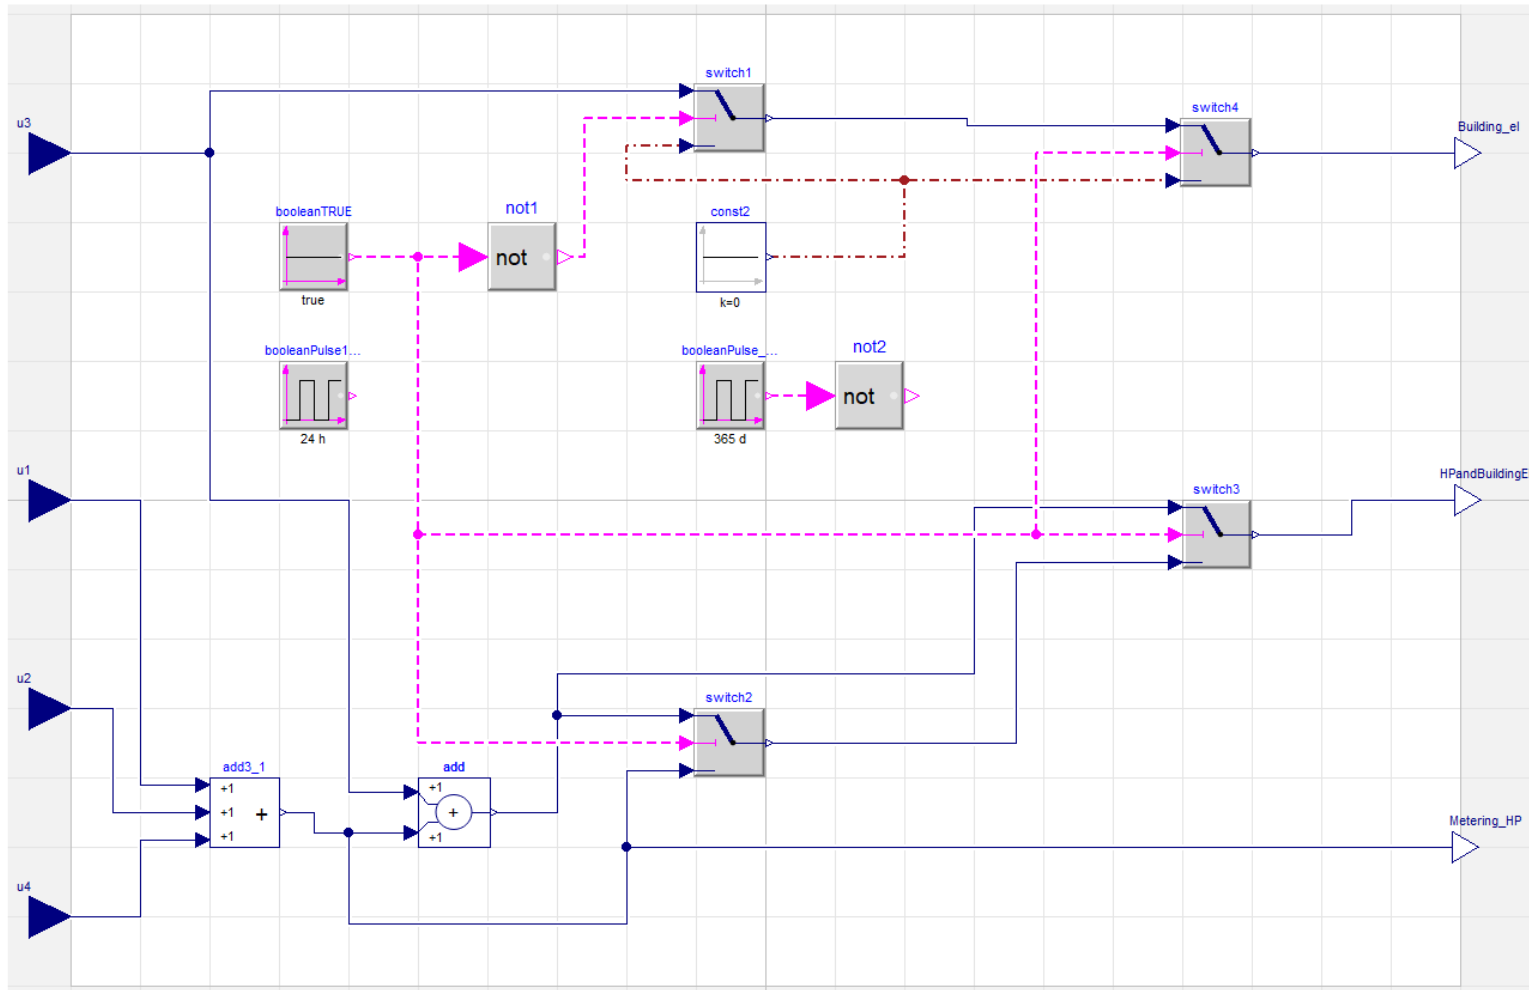 switch1
switch4
u3
Building_el
booleanTRUE
not1
const2
not
true
k=0
booleanPulse1...
booleanPulse_...
not2
not
24 h
365 d
u1
HPandBuildingE
switch3
u2
switch2
add3_1
add
+1
+1
+1
+
+1
+
+1
Metering_HP
u4